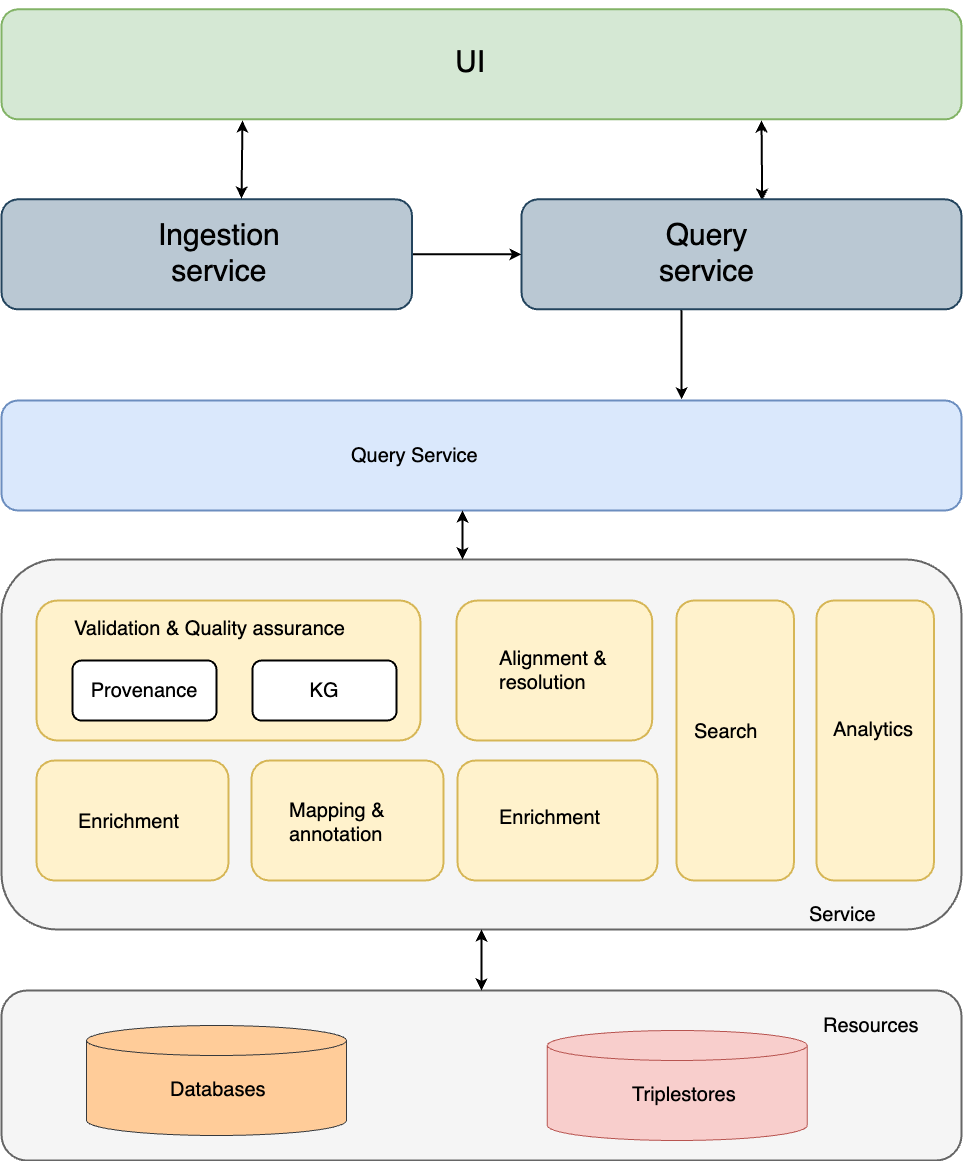 UI
Ingestion
service
Query
service
Query Service
Validation & Quality assurance
Provenance
KG
Alignment &
resolution
Search
Analytics
Enrichment
Mapping &
annotation
Enrichment
Service
Resources
Databases
Triplestores